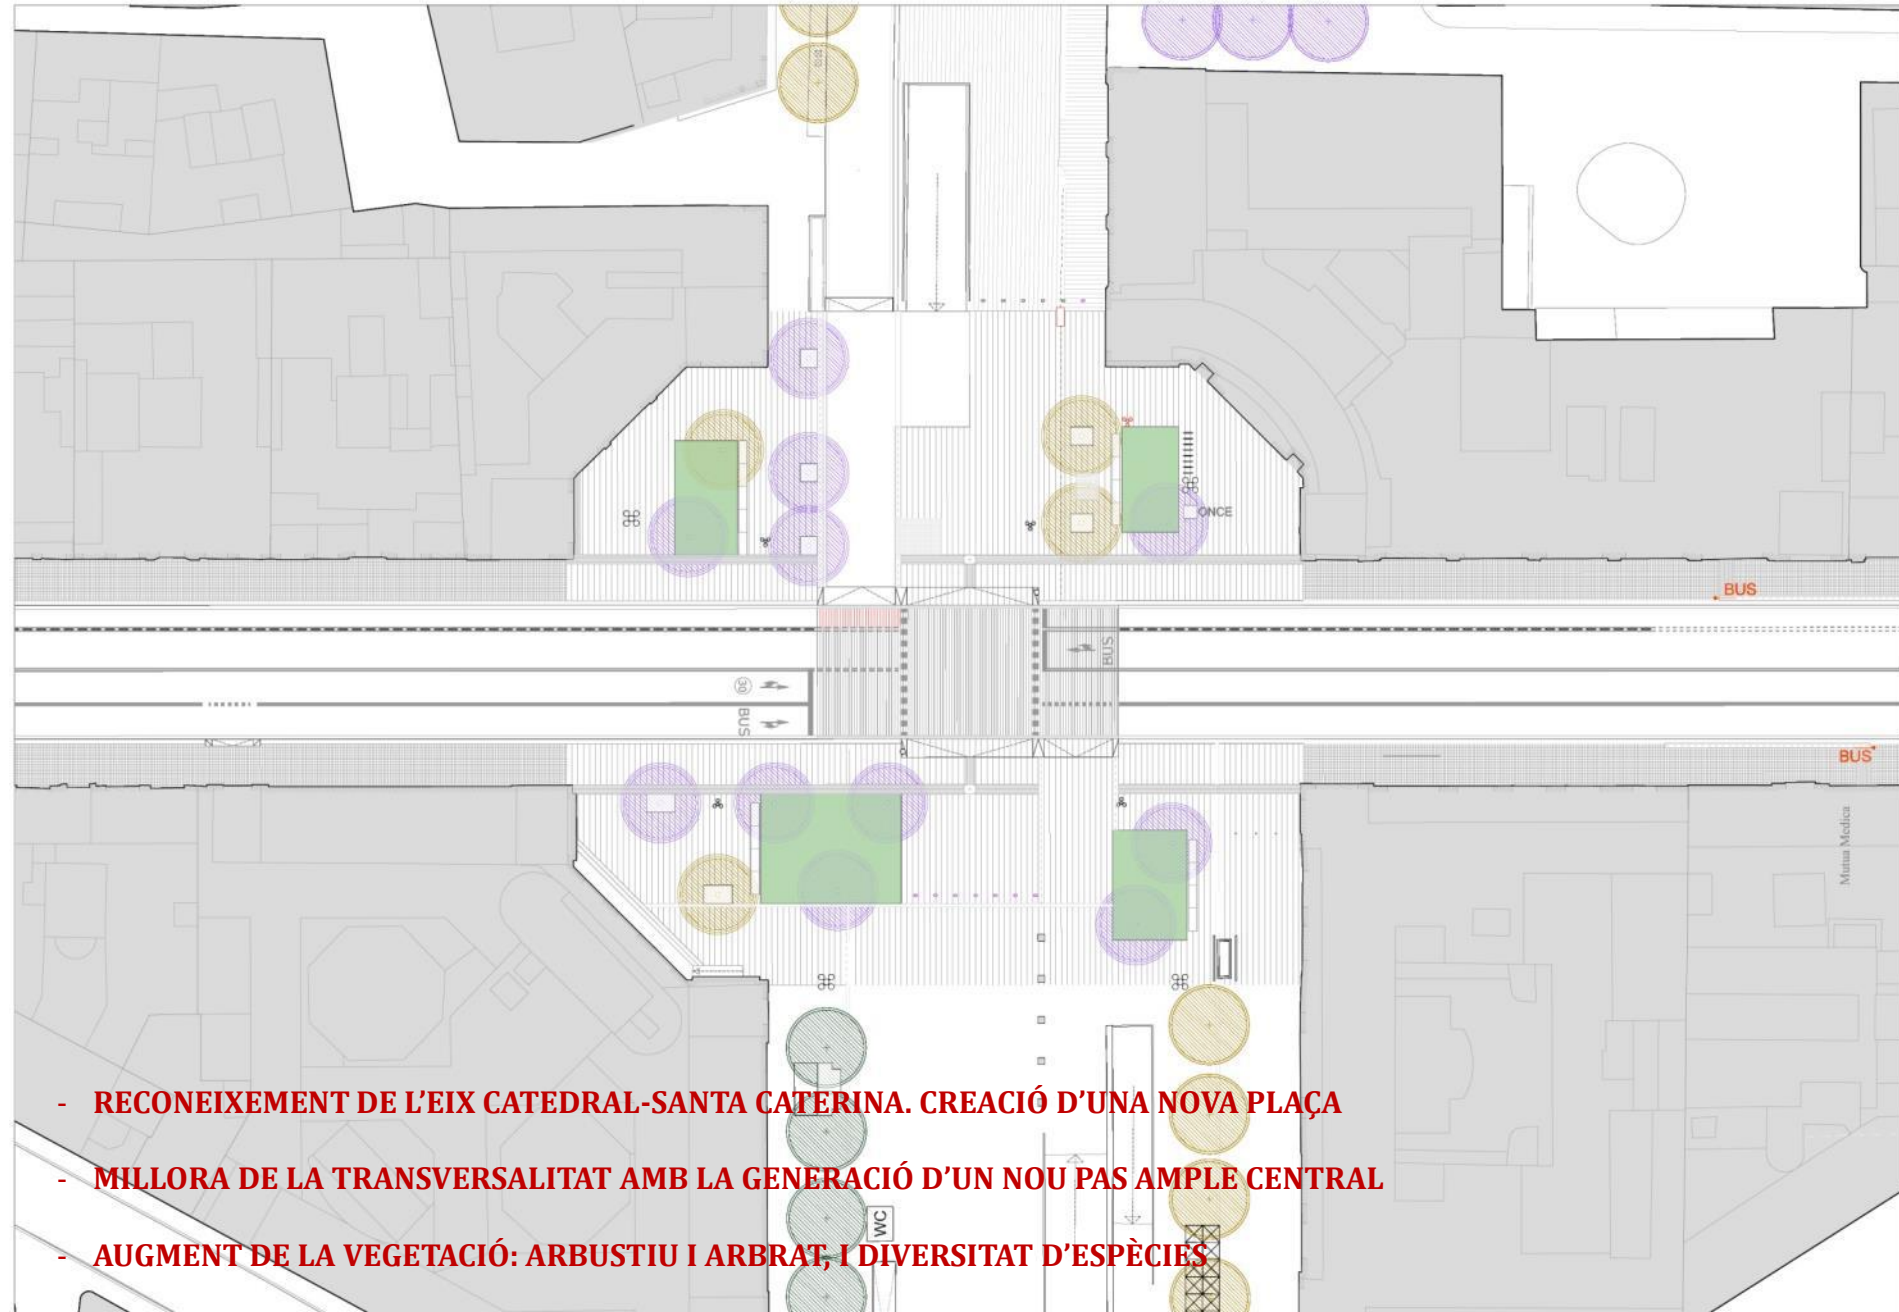 ONCE
BUS
BUS
30
BUS
BUS
Mutua Medica
- RECONEIXEMENT DE L’EIX CATEDRAL-SANTA CATERINA. CREACIÓ D’UNA NOVA PLAÇA
- MILLORA DE LA TRANSVERSALITAT AMB LA GENERACIÓ D’UN NOU PAS AMPLE CENTRAL
WC
- AUGMENT DE LA VEGETACIÓ: ARBUSTIU I ARBRAT, I DIVERSITAT D’ESPÈCIES